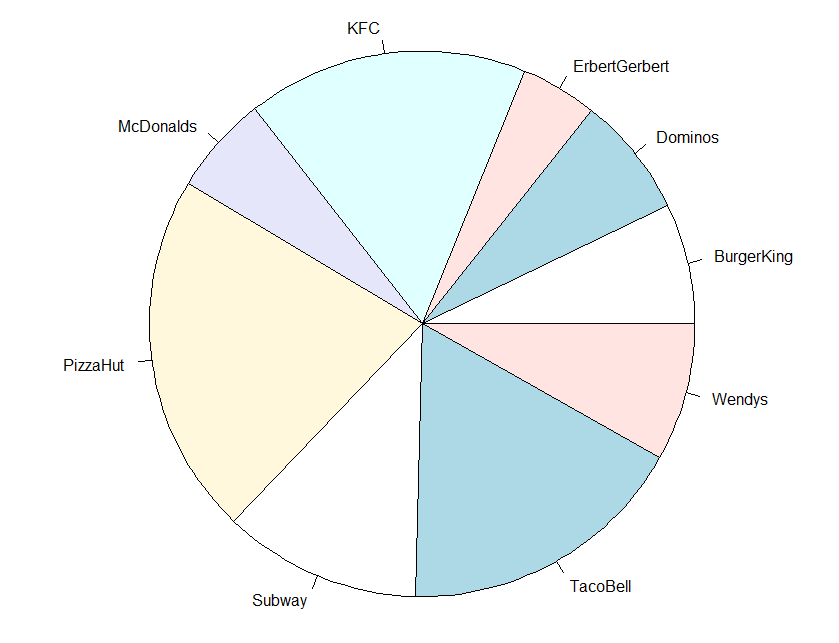 KFC
ErbertGerbert
McDonalds
Dominos
BurgerKing
PizzaHut
Wendys
TacoBell
Subway